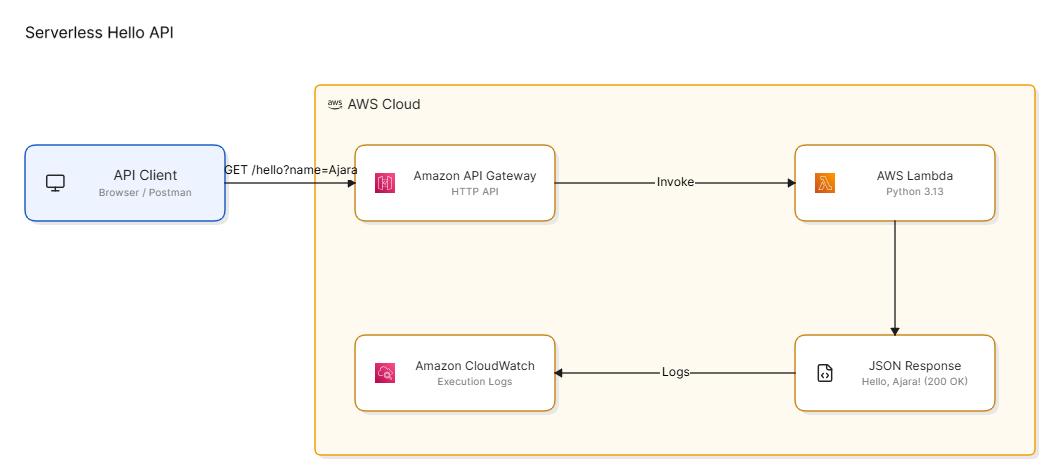 Serverless Hello API
aws AWS Cloud
API Client
Browser / Postman
GET /hello?name=Ajara
Amazon API Gateway
HTTP API
Invoke
AWS Lambda
Python 3.13
Amazon CloudWatch
Execution Logs
Logs
JSON Response
Hello, Ajara! (200 OK)